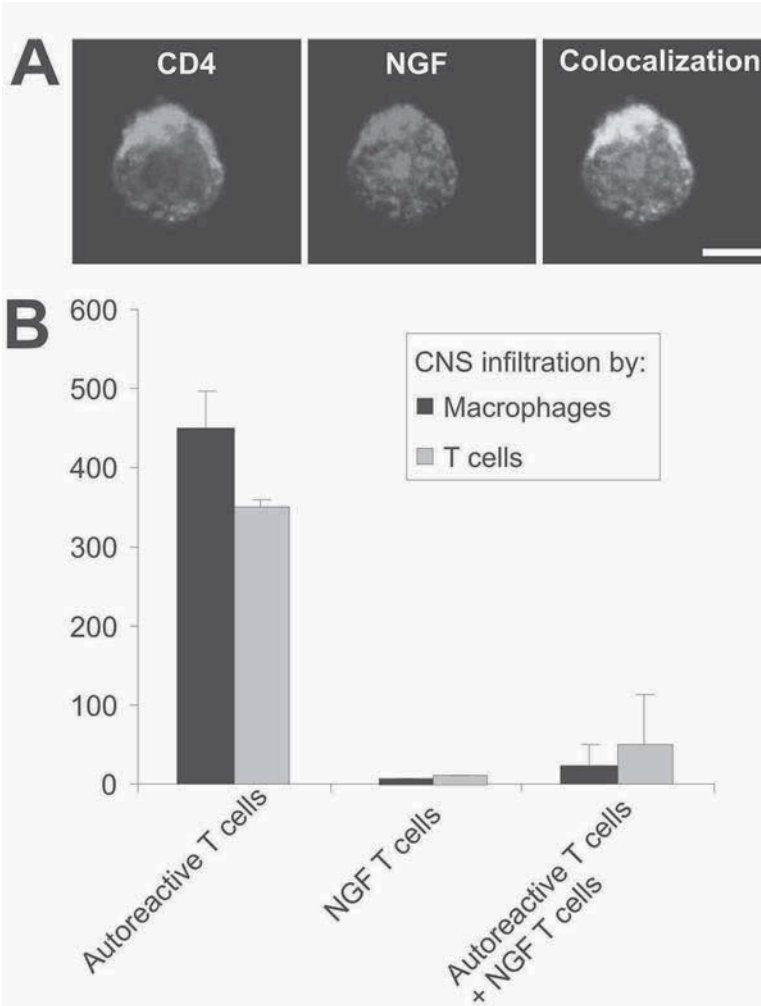 A
CD4
NGF
Colocalization
B
600
500
400
300
200
100
0
CNS infiltration by:
Macrophages
T cells
Autoreactive T cells
NGF T cells
Autoreactive T cells
+ NGF T cells